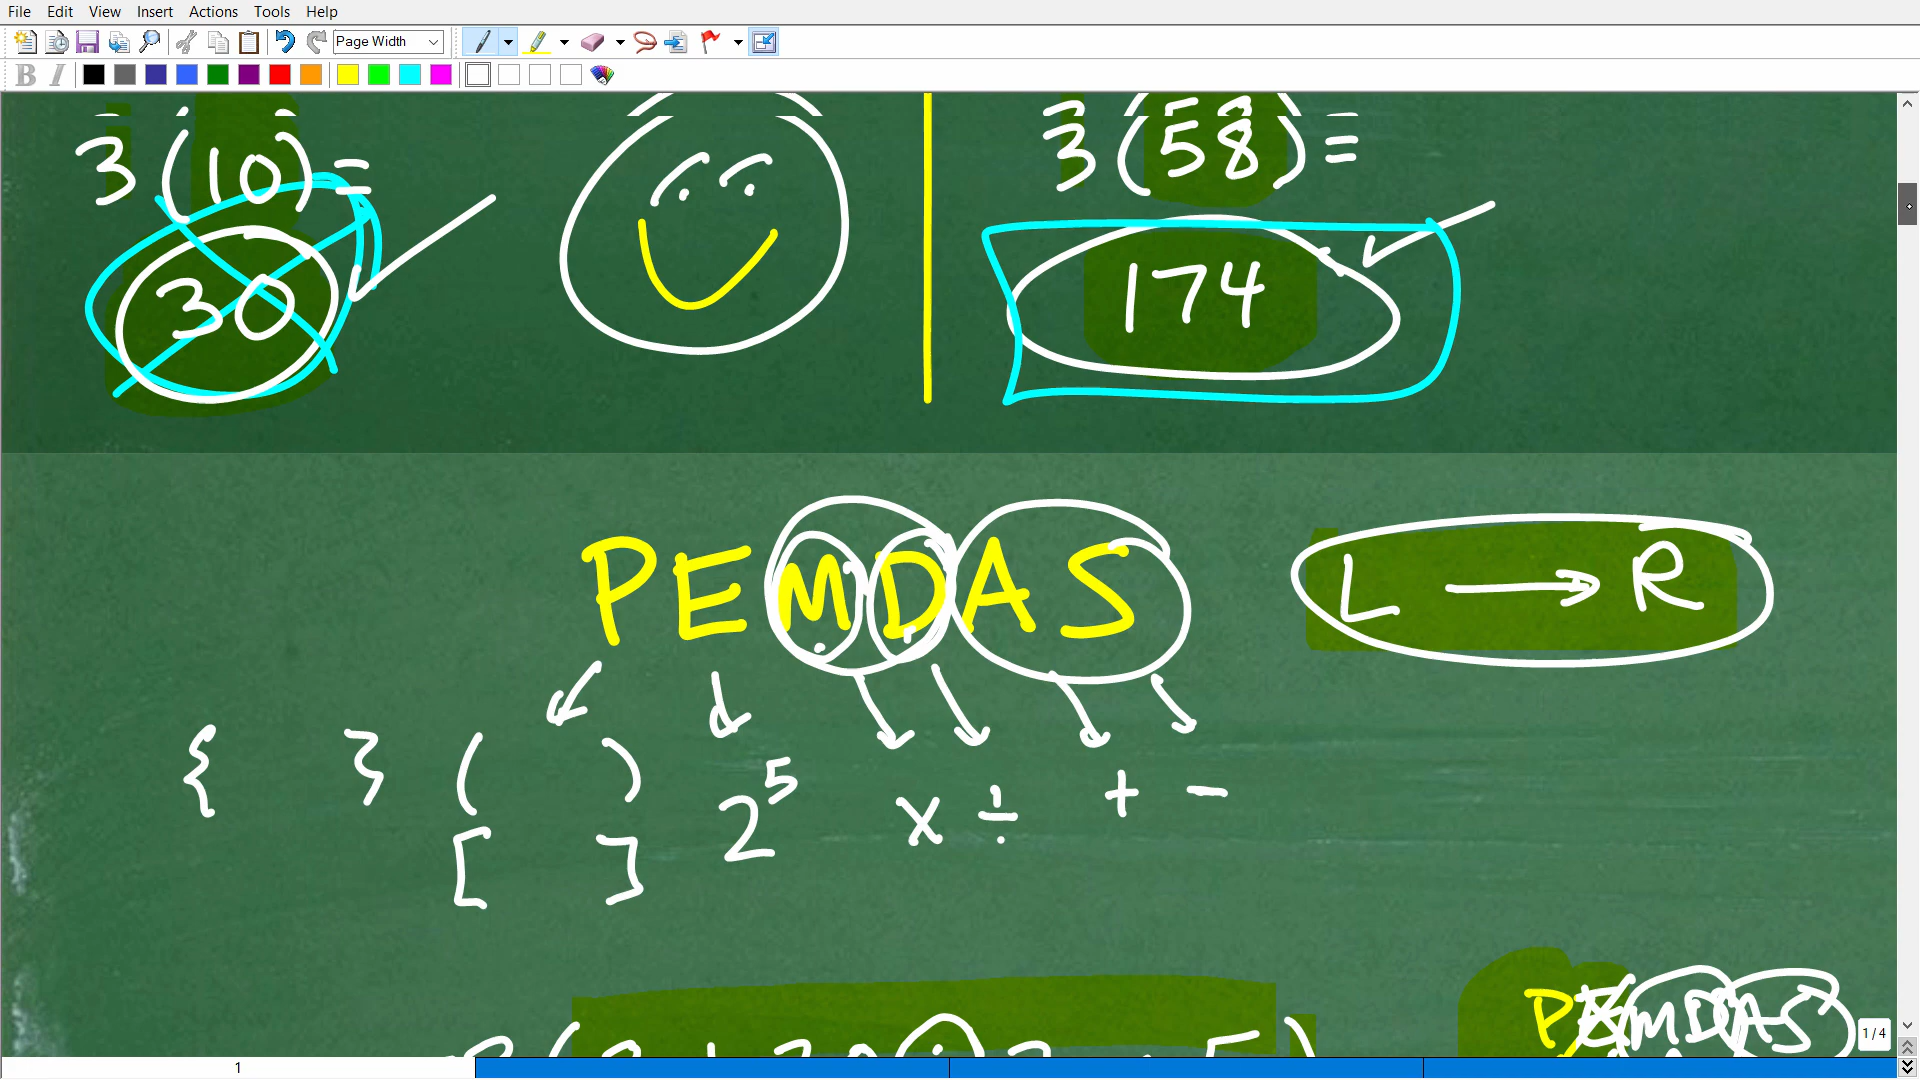 File Edit View Insert Actions Tools Help
Page Width
B I
3(10)=
30
3(58)=
174
PEMDAS
L → R
{ } ( ) 2⁵ × ÷ + -
[ ]
PEMDAS
1/4
1